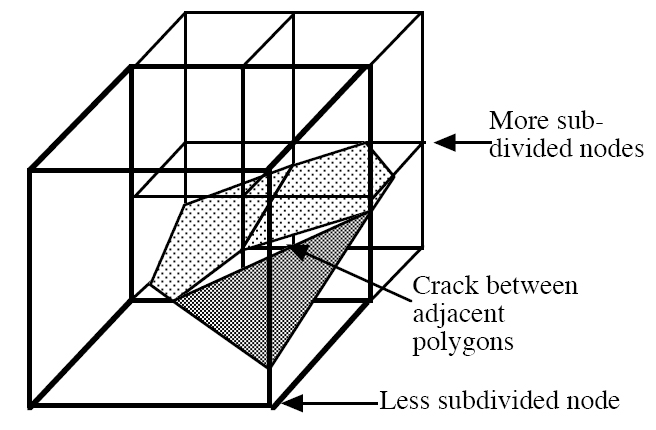 More sub-
divided nodes
Crack between
adjacent
polygons
Less subdivided node